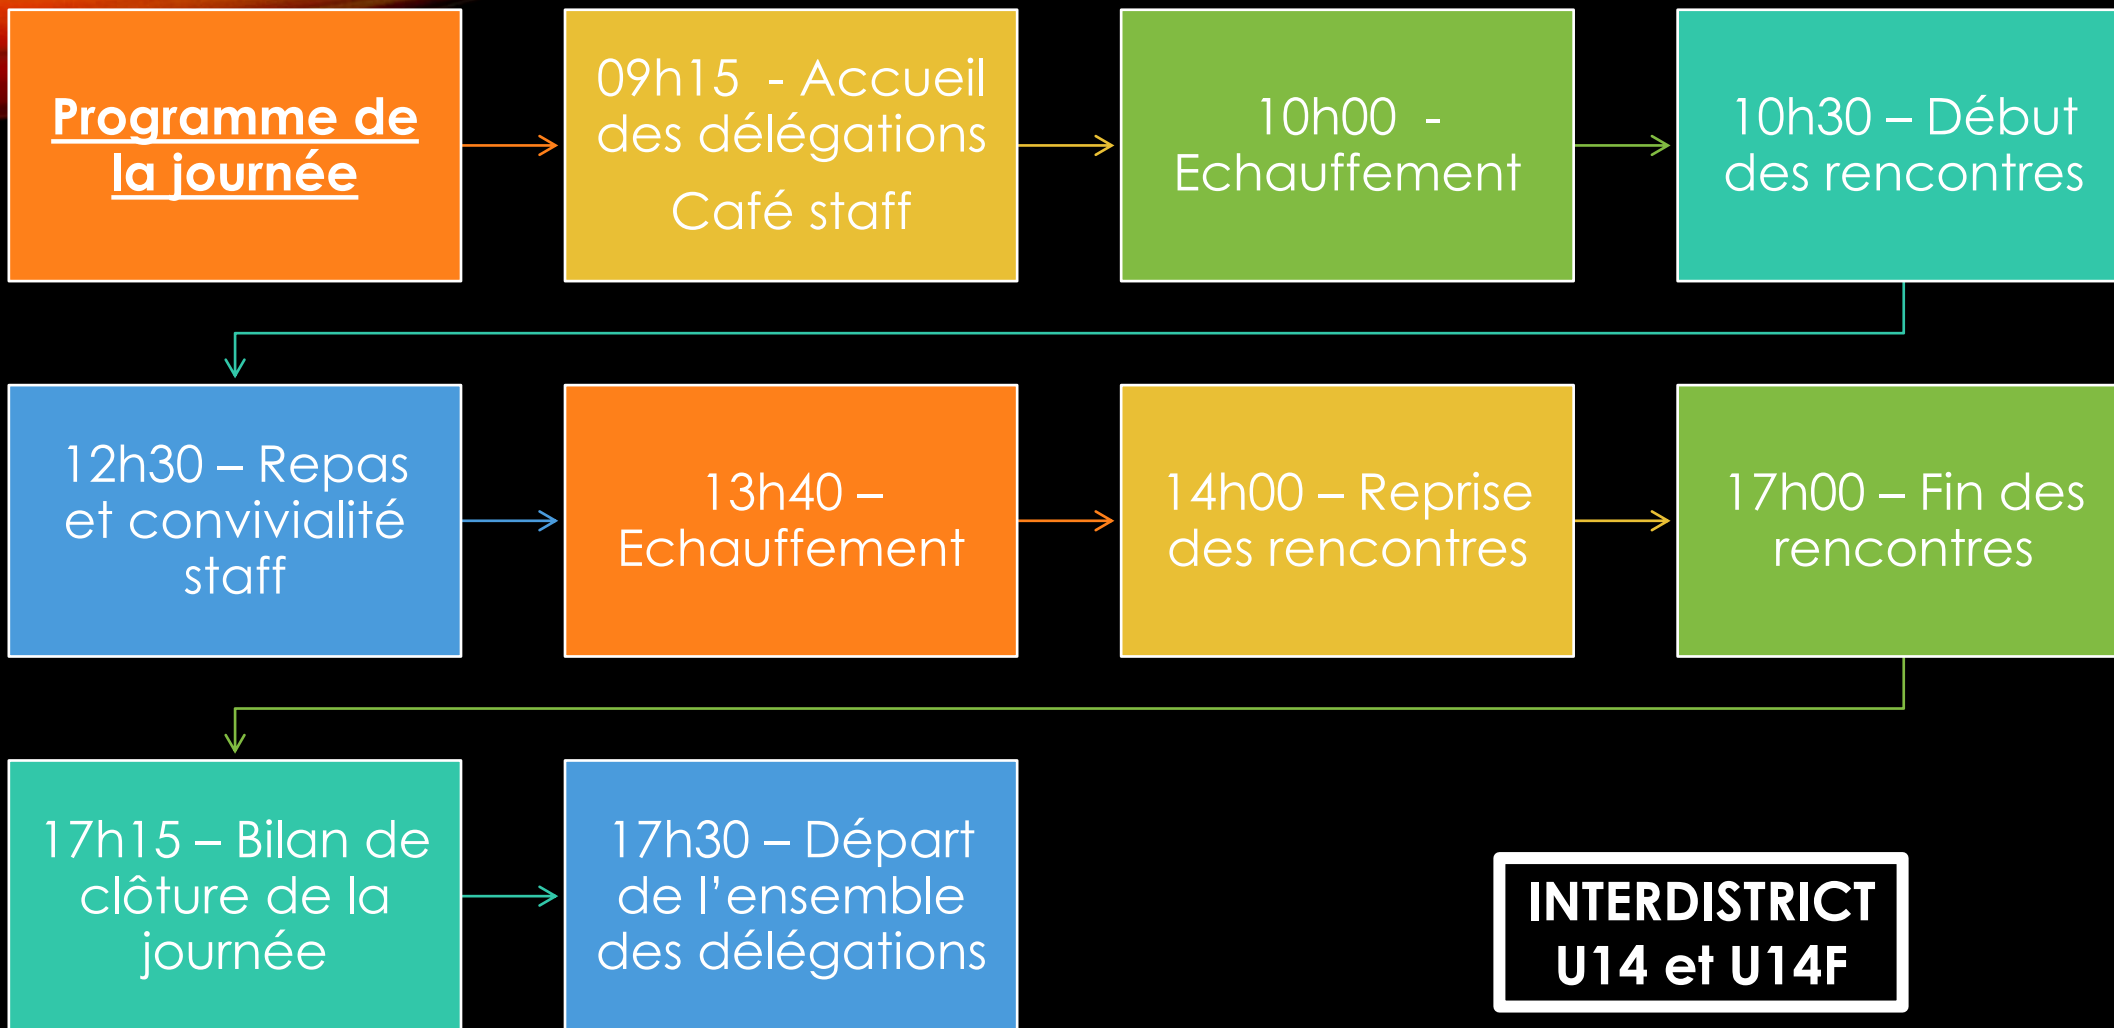 Programme de
la journée
09h15  - Accueil
des délégations
Café staff
10h00  -
Echauffement
10h30 – Début
des rencontres
12h30 – Repas
et convivialité
staff
13h40 –
Echauffement
14h00 – Reprise
des rencontres
17h00 – Fin des
rencontres
17h15 – Bilan de
clôture de la
journée
17h30 – Départ
de l’ensemble
des délégations
INTERDISTRICT
U14 et U14F